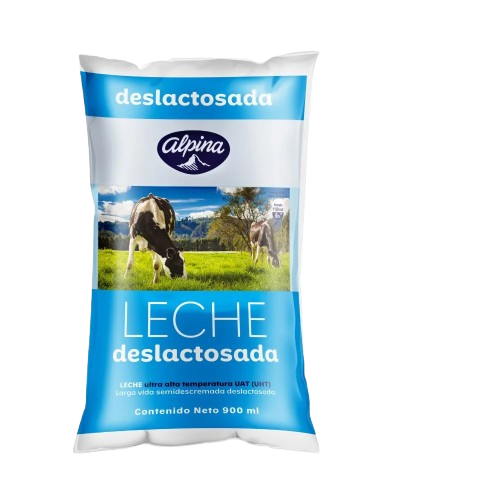 deslactosada
alpina
LECHE
deslactosada
LECHE ultra alta temperatura UAT (UHT)
Larga vida semidescremada deslactosada
Contenido Neto 900 ml